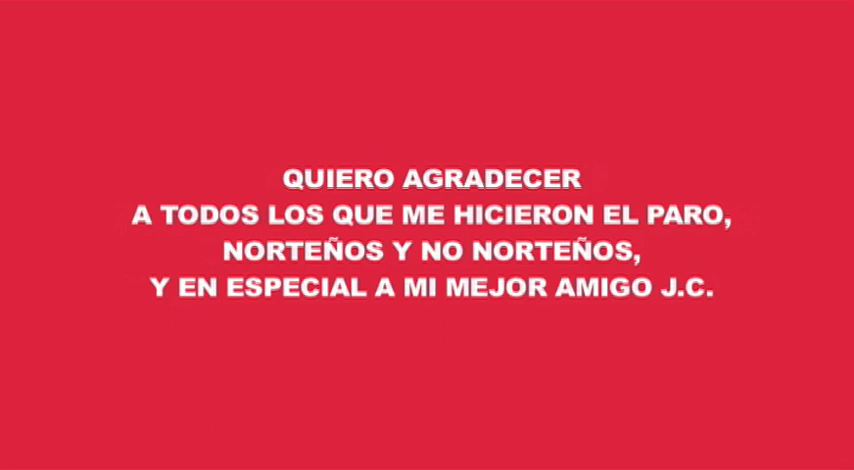 QUIERO AGRADECER
A TODOS LOS QUE ME HICIERON EL PARO,
NORTEÑOS Y NO NORTEÑOS,
Y EN ESPECIAL A MI MEJOR AMIGO J.C.